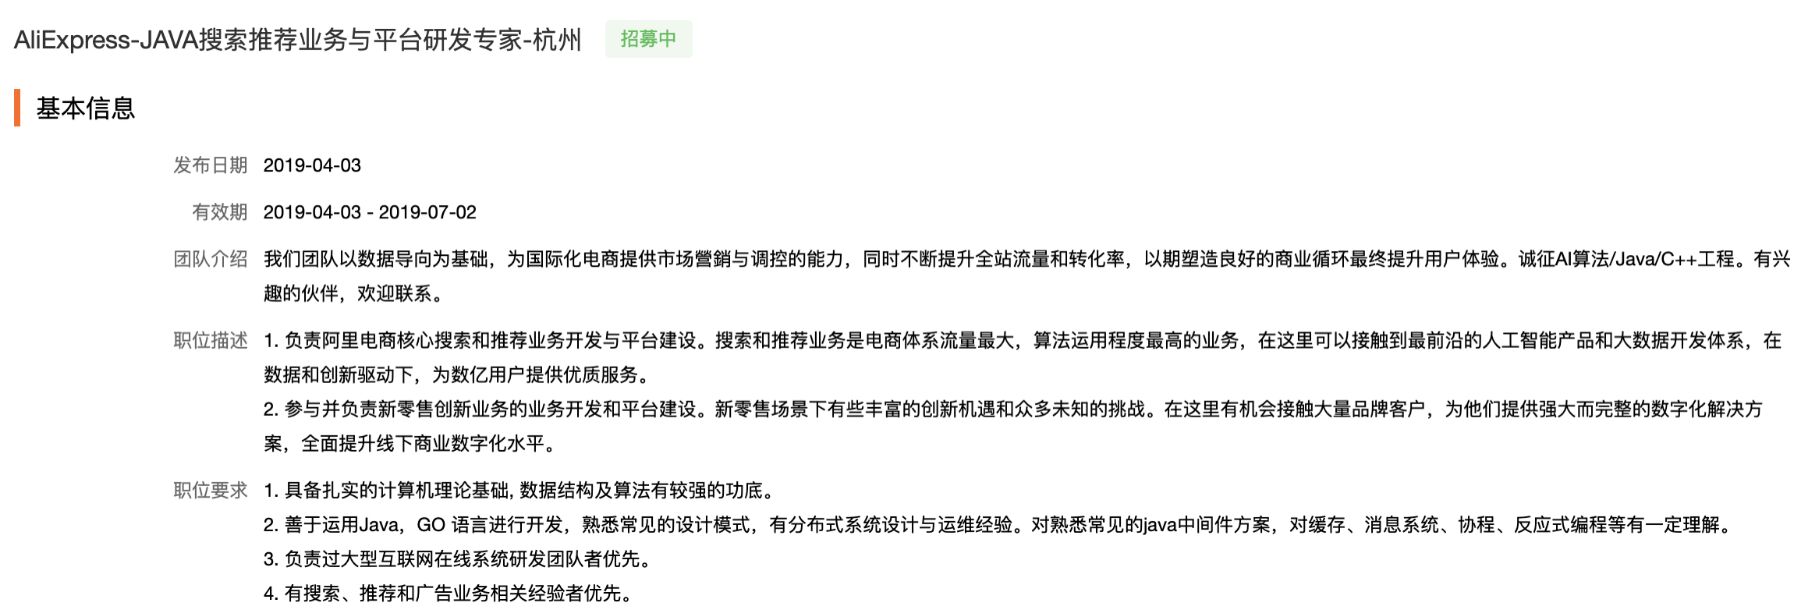 AliExpress-JAVA搜索推荐业务与平台研发专家-杭州 招募中
基本信息
发布日期 2019-04-03
有效期 2019-04-03 - 2019-07-02
团队介绍 我们团队以数据导向为基础，为国际化电商提供市场營銷与调控的能力，同时不断提升全站流量和转化率，以期塑造良好的商业循环最终提升用户体验。诚征AI算法/Java/C++工程。有兴
趣的伙伴，欢迎联系。
职位描述 1. 负责阿里电商核心搜索和推荐业务开发与平台建设。搜索和推荐业务是电商体系流量最大，算法运用程度最高的业务，在这里可以接触到最前沿的人工智能产品和大数据开发体系，在
数据和创新驱动下，为数亿用户提供优质服务。
2. 参与并负责新零售创新业务的业务开发和平台建设。新零售场景下有些丰富的创新机遇和众多未知的挑战。在这里有机会接触大量品牌客户，为他们提供强大而完整的数字化解决方
案，全面提升线下商业数字化水平。
职位要求 1. 具备扎实的计算机理论基础, 数据结构及算法有较强的功底。
2. 善于运用Java，GO 语言进行开发，熟悉常见的设计模式，有分布式系统设计与运维经验。对熟悉常见的java中间件方案，对缓存、消息系统、协程、反应式编程等有一定理解。
3. 负责过大型互联网在线系统研发团队者优先。
4. 有搜索、推荐和广告业务相关经验者优先。